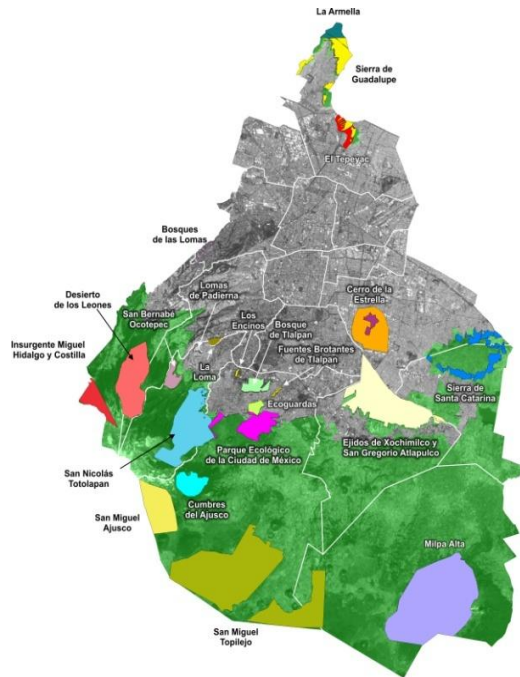 La Armella
Sierra de
Guadalupe
El Tepeyac
Bosques
de las Lomas
Lomas
de Padierna
Cerro de la
Estrella
Desierto
de los Leones
San Bernabé
Ocotepec
Los
Encinos
Bosque
de Tlalpan
Fuentes Brotantes
de Tlalpan
Insurgente Miguel
Hidalgo y Costilla
La
Loma
Sierra de
Santa Catarina
Ecoguardas
Parque Ecológico
de la Ciudad de México
Ejidos de Xochimilco y
San Gregorio Atlapulco
San Nicolás
Totolapan
Cumbres
del Ajusco
San Miguel
Ajusco
Milpa Alta
San Miguel
Topilejo